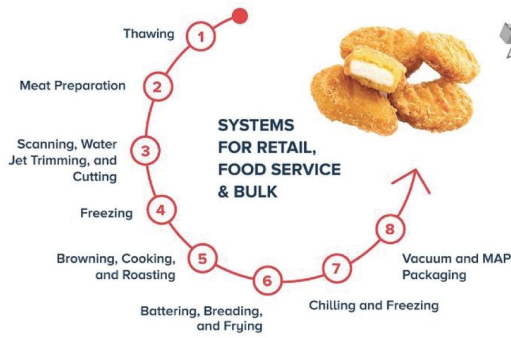 Thawing
1
Meat Preparation
2
Scanning, Water
Jet Trimming, and
Cutting
3
Freezing
4
Browning, Cooking,
and Roasting
5
Battering, Breading,
and Frying
6
Chilling and Freezing
7
Vacuum and MAP
Packaging
8
SYSTEMS
FOR RETAIL,
FOOD SERVICE
& BULK